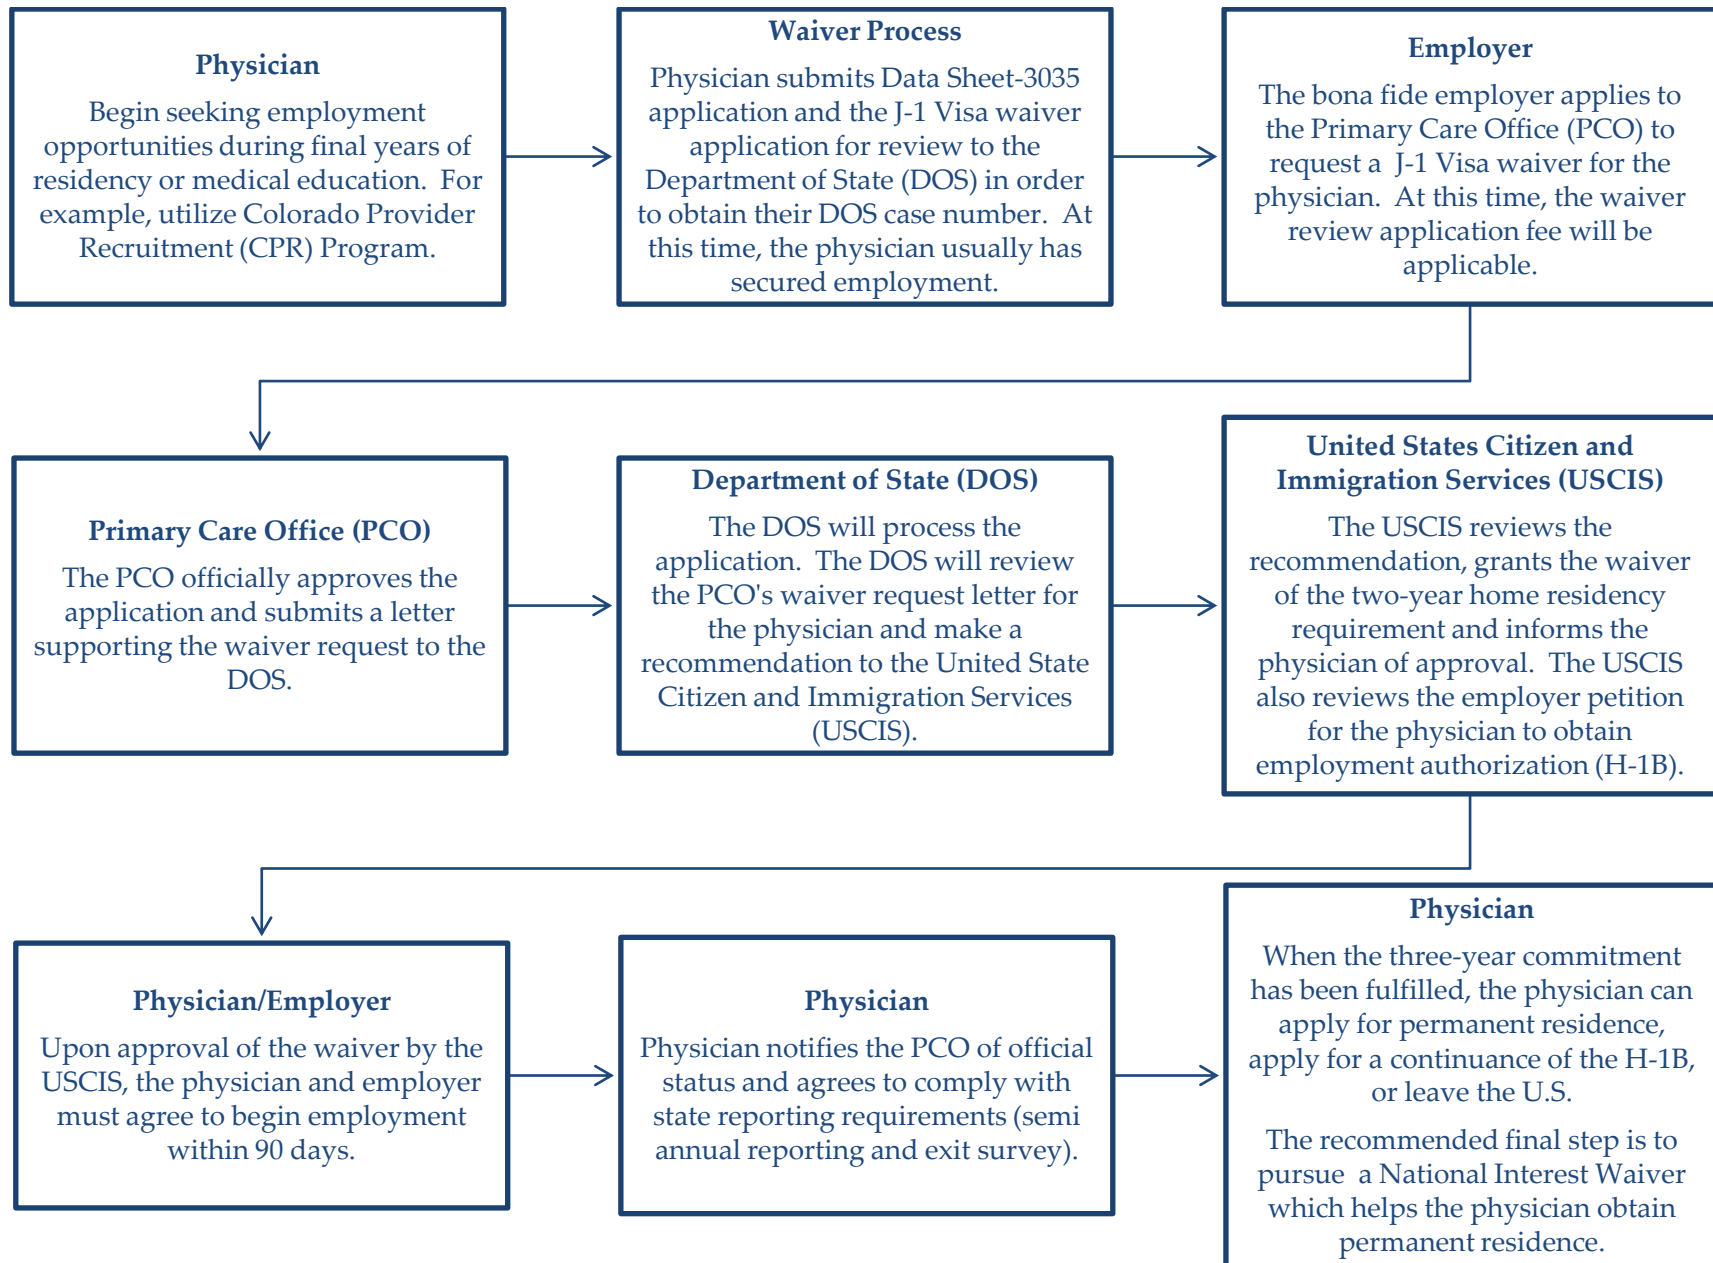 Physician
Begin seeking employment
opportunities during final years of
residency or medical education.  For
example, utilize Colorado Provider
Recruitment (CPR) Program.
Waiver Process
Physician submits Data Sheet-3035
application and the J-1 Visa waiver
application for review to the
Department of State (DOS) in order
to obtain their DOS case number.  At
this time, the physician usually has
secured employment.
Employer
The bona fide employer applies to
the Primary Care Office (PCO) to
request a  J-1 Visa waiver for the
physician.  At this time, the waiver
review application fee will be
applicable.
Primary Care Office (PCO)
The PCO officially approves the
application and submits a letter
supporting the waiver request to the
DOS.
Department of State (DOS)
The DOS will process the
application.  The DOS will review
the PCO's waiver request letter for
the physician and make a
recommendation to the United State
Citizen and Immigration Services
(USCIS).
United States Citizen and
Immigration Services (USCIS)
The USCIS reviews the
recommendation, grants the waiver
of the two-year home residency
requirement and informs the
physician of approval.  The USCIS
also reviews the employer petition
for the physician to obtain
employment authorization (H-1B).
Physician/Employer
Upon approval of the waiver by the
USCIS, the physician and employer
must agree to begin employment
within 90 days.
Physician
Physician notifies the PCO of official
status and agrees to comply with
state reporting requirements (semi
annual reporting and exit survey).
Physician
When the three-year commitment
has been fulfilled, the physician can
apply for permanent residence,
apply for a continuance of the H-1B,
or leave the U.S.
The recommended final step is to
pursue  a National Interest Waiver
which helps the physician obtain
permanent residence.